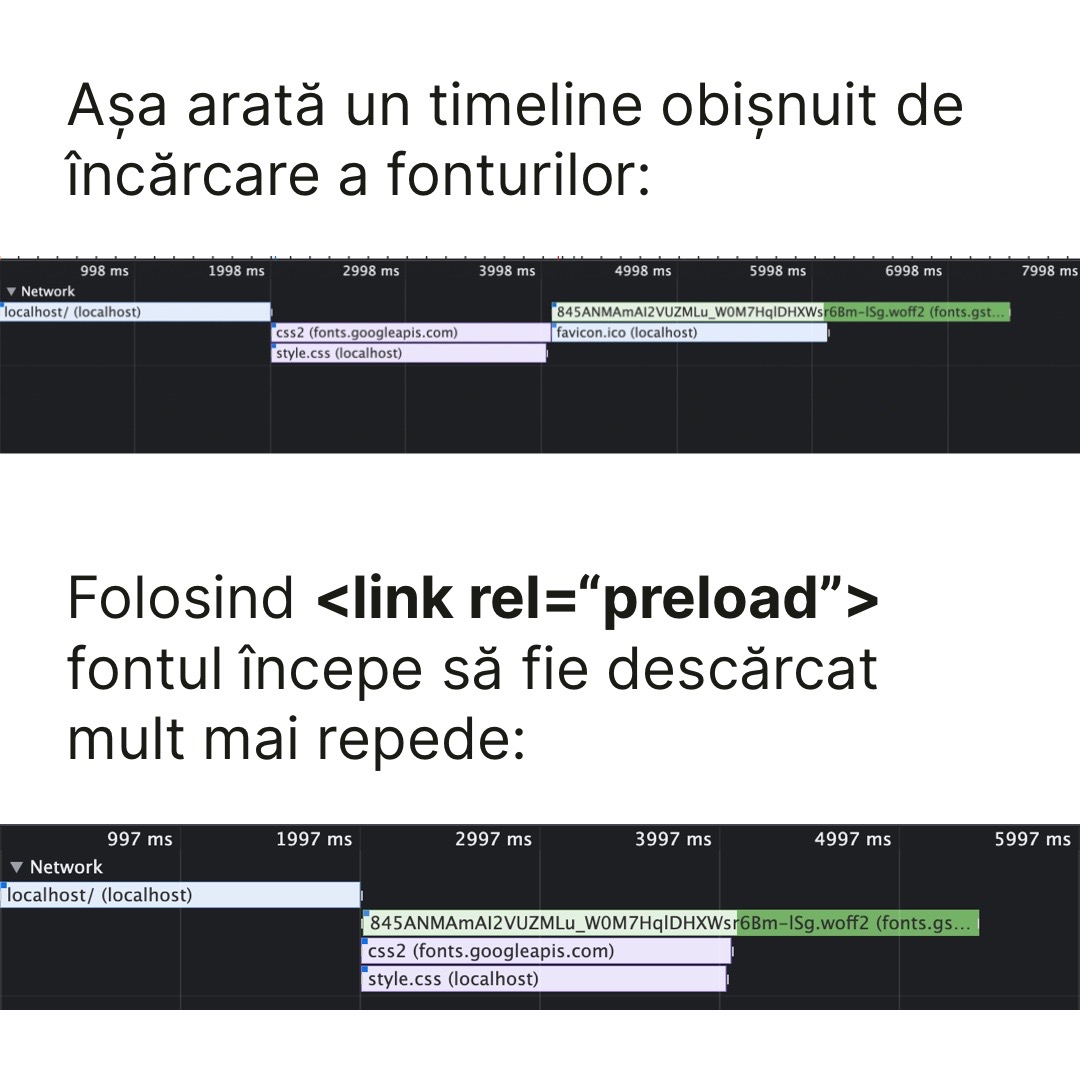 Așa arată un timeline obișnuit de
încărcare a fonturilor:
998 ms 1998 ms 2998 ms 3998 ms 4998 ms 5998 ms 6998 ms 7998 ms
▼ Network
localhost/ (localhost) 845ANMAmAI2VUZMLu_W0M7HqlDHXWsr6Bm-lSg.woff2 (fonts.gst...
css2 (fonts.googleapis.com) favicon.ico (localhost)
style.css (localhost)
Folosind <link rel=“preload”>
fontul începe să fie descărcat
mult mai repede:
997 ms 1997 ms 2997 ms 3997 ms 4997 ms 5997 ms
▼ Network
localhost/ (localhost)
845ANMAmAI2VUZMLu_W0M7HqlDHXWsr6Bm-lSg.woff2 (fonts.gs...
css2 (fonts.googleapis.com)
style.css (localhost)